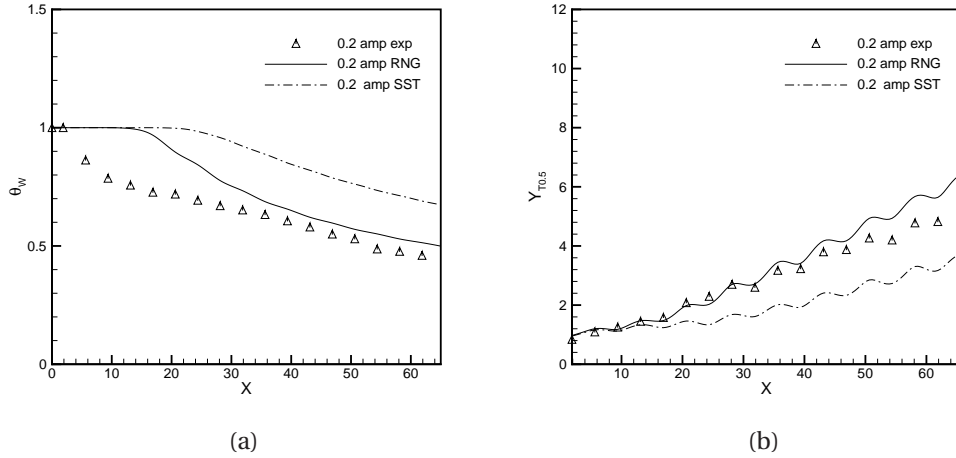 1.5
0.2 amp exp
0.2 amp RNG
0.2 amp SST
1
θW
0.5
0
0 10 20 30 40 50 60
X
(a)
12
0.2 amp exp
0.2 amp RNG
0.2 amp SST
10
8
YT0.5
6
4
2
0
10 20 30 40 50 60
X
(b)